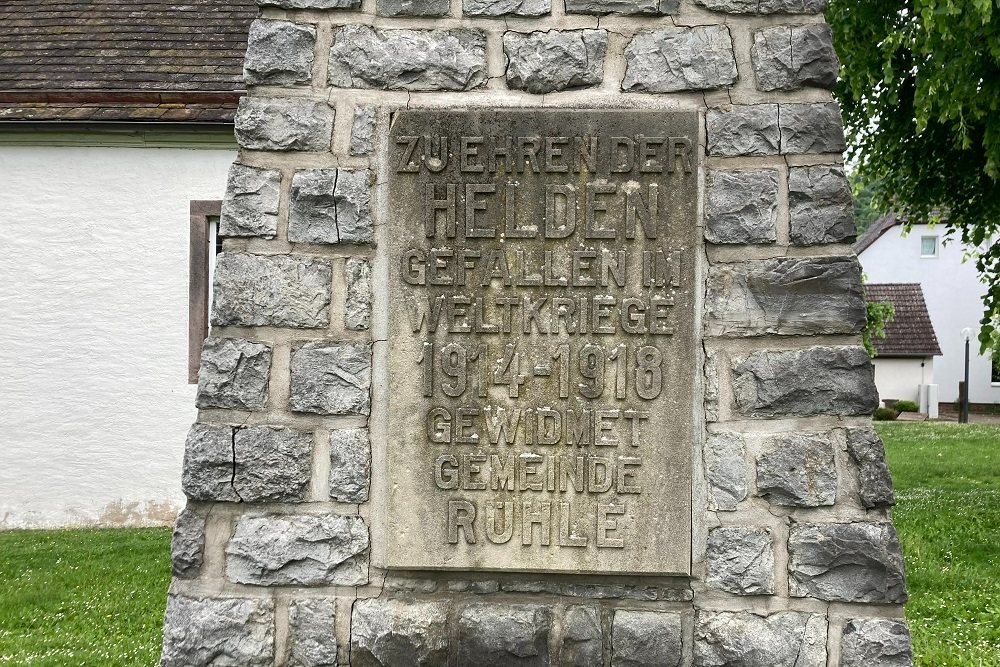 ZU EHREN DER
HELDEN
GEFALLEN IM
WELTKRIEGE
1914-1918
GEWIDMET
GEMEINDE
RÜHLE